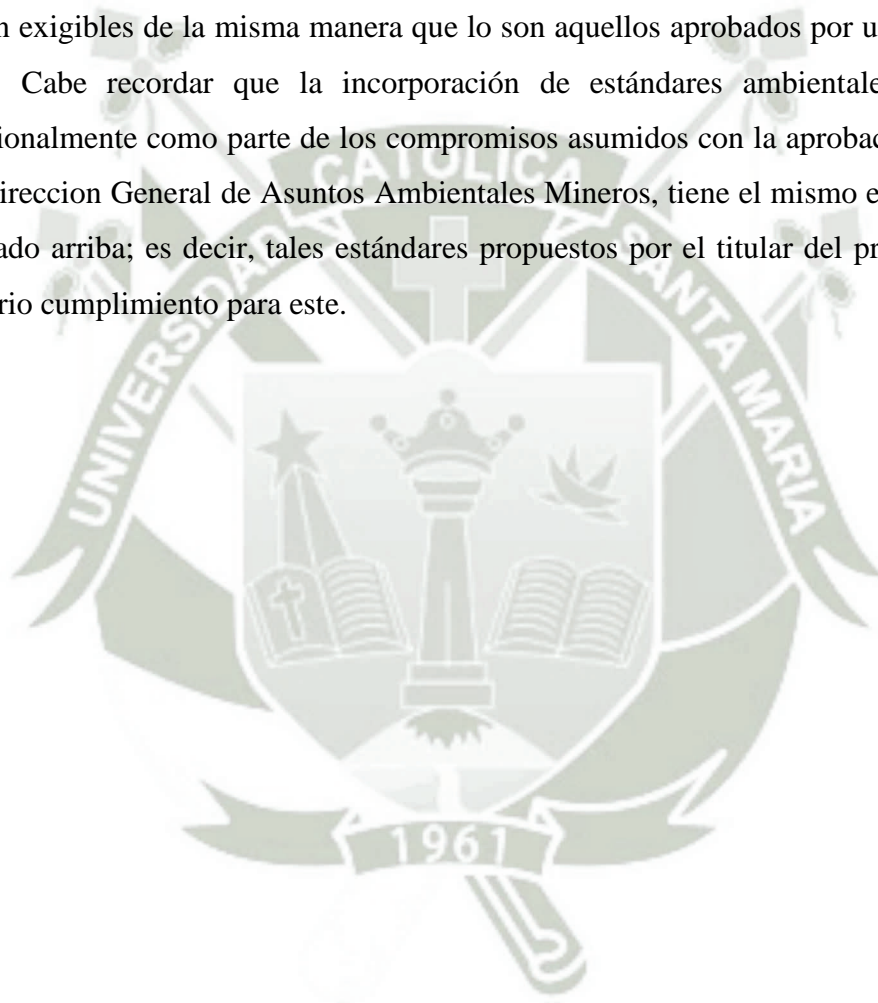 n exigibles de la misma manera que lo son aquellos aprobados por u
Cabe recordar que la incorporación de estándares ambientale
ionalmente como parte de los compromisos asumidos con la aprobac
ireccion General de Asuntos Ambientales Mineros, tiene el mismo e
ado arriba; es decir, tales estándares propuestos por el titular del pr
rio cumplimiento para este.
UNIVERSIDAD CATOLICA SANTA MARIA
1961